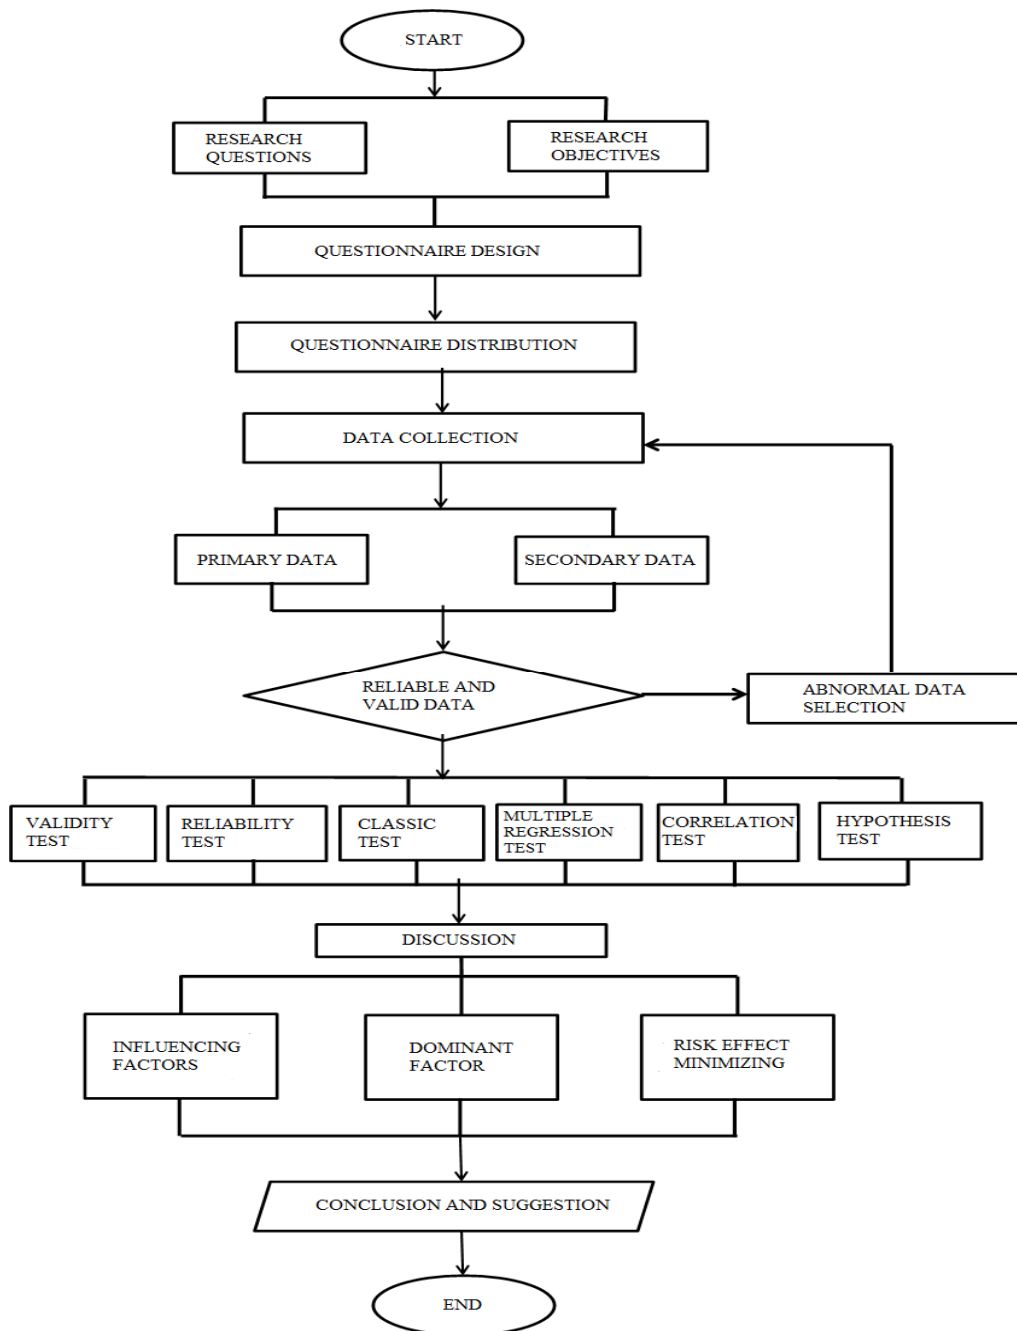 START
RESEARCH
QUESTIONS
RESEARCH
OBJECTIVES
QUESTIONNAIRE DESIGN
QUESTIONNAIRE DISTRIBUTION
DATA COLLECTION
PRIMARY DATA
SECONDARY DATA
RELIABLE AND
VALID DATA
ABNORMAL DATA
SELECTION
VALIDITY
TEST
RELIABILITY
TEST
CLASSIC
TEST
MULTIPLE
REGRESSION
TEST
CORRELATION
TEST
HYPOTHESIS
TEST
DISCUSSION
INFLUENCING
FACTORS
DOMINANT
FACTOR
RISK EFFECT
MINIMIZING
CONCLUSION AND SUGGESTION
END